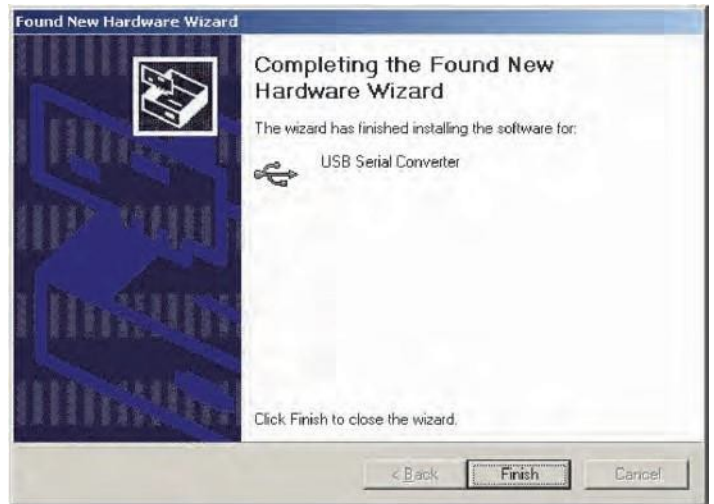 Found New Hardware Wizard
Completing the Found New
Hardware Wizard
The wizard has finished installing the software for:
USB Serial Converter
Click Finish to close the wizard.
< Back
Finish
Cancel